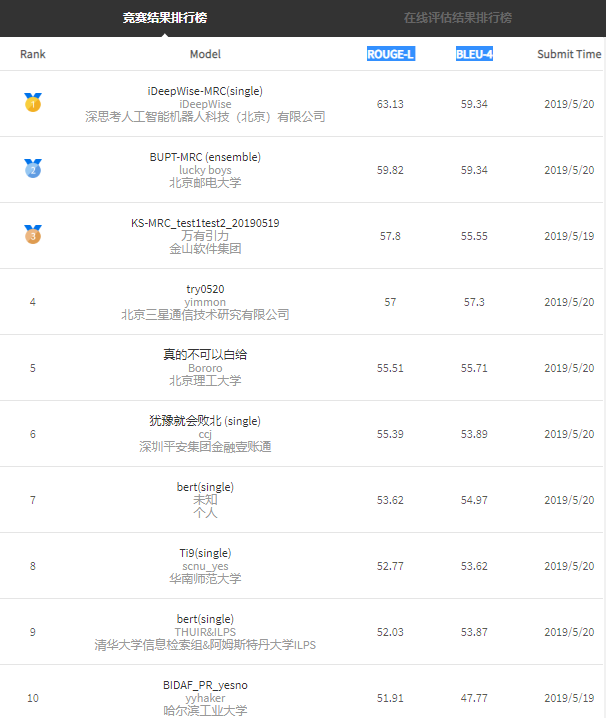 竞赛结果排行榜 在线评估结果排行榜
Rank Model ROUGE-L BLEU-4 Submit Time
1 iDeepWise-MRC(single) 63.13 59.34 2019/5/20
iDeepWise
深思考人工智能机器人科技（北京）有限公司
2 BUPT-MRC (ensemble) 59.82 59.34 2019/5/20
lucky boys
北京邮电大学
3 KS-MRC_test1test2_20190519 57.8 55.55 2019/5/19
万有引力
金山软件集团
4 try0520 57 57.3 2019/5/20
yimmon
北京三星通信技术研究有限公司
5 真的不可以白给 55.51 55.71 2019/5/20
Bororo
北京理工大学
6 犹豫就会败北 (single) 55.39 53.89 2019/5/20
ccj
深圳平安集团金融壹账通
7 bert(single) 53.62 54.97 2019/5/20
未知
个人
8 Ti9(single) 52.77 53.62 2019/5/20
scnu_yes
华南师范大学
9 bert(single) 52.03 53.87 2019/5/20
THUIR&ILPS
清华大学信息检索组&阿姆斯特丹大学ILPS
10 BIDAF_PR_yesno 51.91 47.77 2019/5/19
yyhaker
哈尔滨工业大学